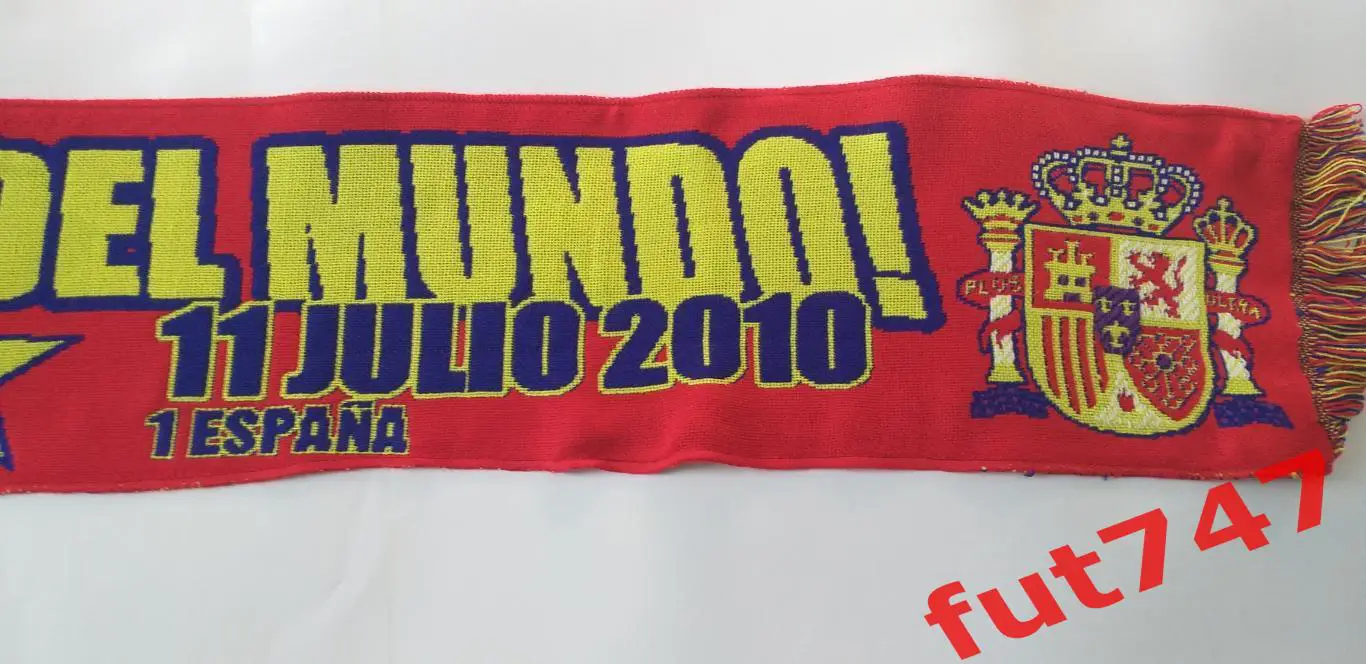 DEL MUNDO!
11 JULIO 2010
1 ESPAÑA
PLUS
ULTRA
fut747